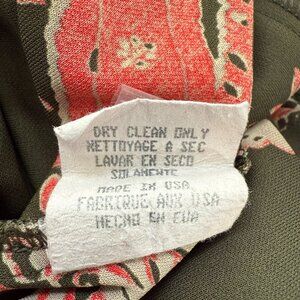 DRY CLEAN ONLY
NETTOYAGE A SEC
LAVAR EN SECO
SOLAMENTE
MADE IN USA
FABRIQUE AUX USA
HECHO EN EUA